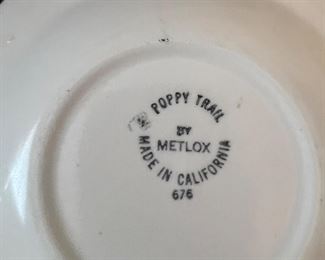 POPPY TRAIL
BY
METLOX
MADE IN CALIFORNIA
676